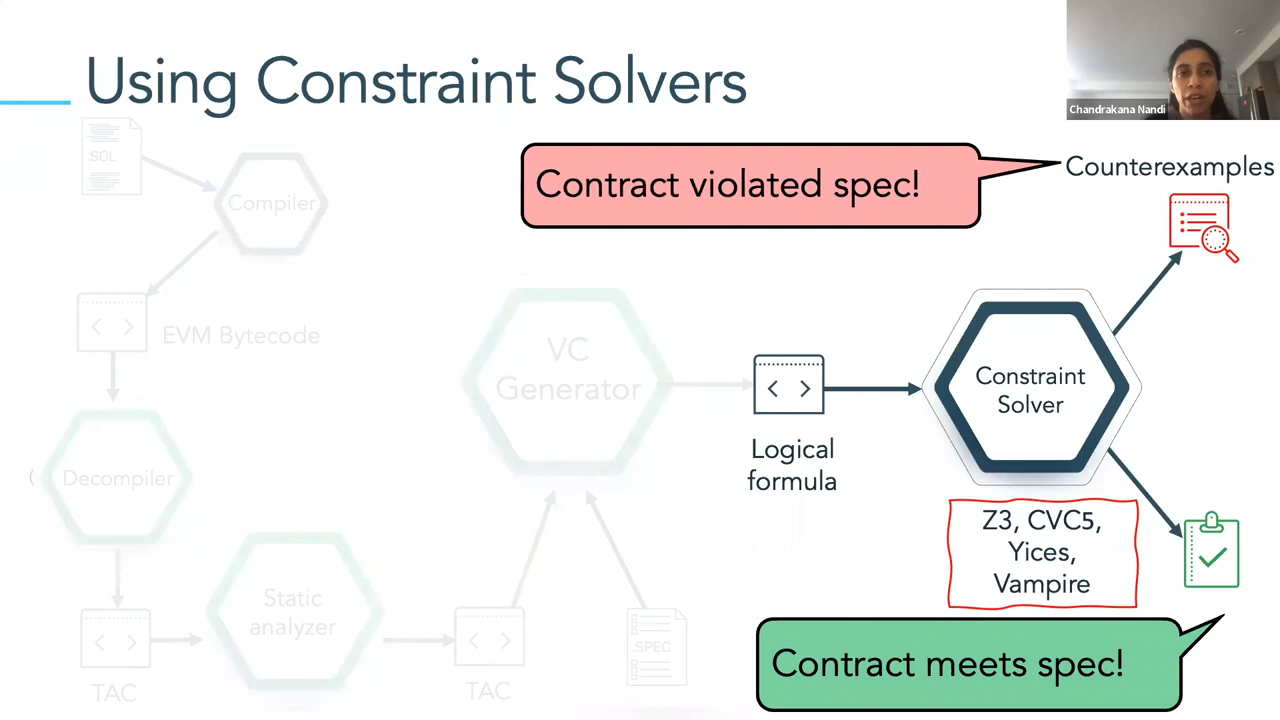 Using Constraint Solvers
Chandrakana Nandi
.SOL
Compiler
Contract violated spec!
Counterexamples
EVM Bytecode
VC
Generator
Constraint
Solver
Logical
formula
Decompiler
Z3, CVC5,
Yices,
Vampire
Static
analyzer
.SPEC
TAC
TAC
Contract meets spec!